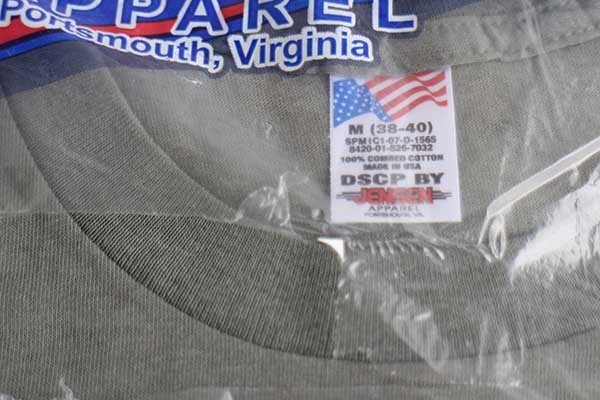 APPAREL
Portsmouth, Virginia
M (38-40)
SPM1C1-07-D-1565
8420-01-526-7032
100% COMBED COTTON
MADE IN USA
DSCP BY
JENSEN
APPAREL
PORTSMOUTH, VA.